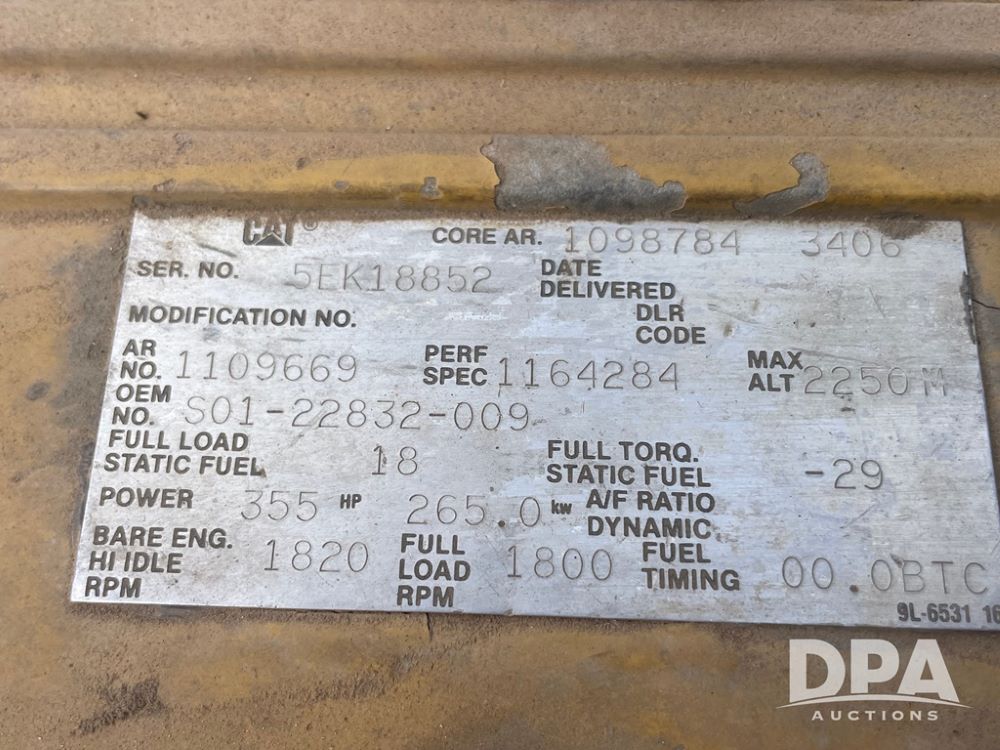 CAT® CORE AR. 1098784 3406
SER. NO. 5EK18852 DATE DELIVERED
MODIFICATION NO. DLR CODE
AR NO. 1109669 PERF SPEC 1164284 MAX ALT 2250 M
OEM NO. S01-22832-009
FULL LOAD STATIC FUEL 18 FULL TORQ. STATIC FUEL -29
POWER 355 HP 265.0 kw A/F RATIO DYNAMIC
BARE ENG. HI IDLE RPM 1820 FULL LOAD RPM 1800 FUEL TIMING 00.0BTC
9L-6531
DPA
AUCTIONS